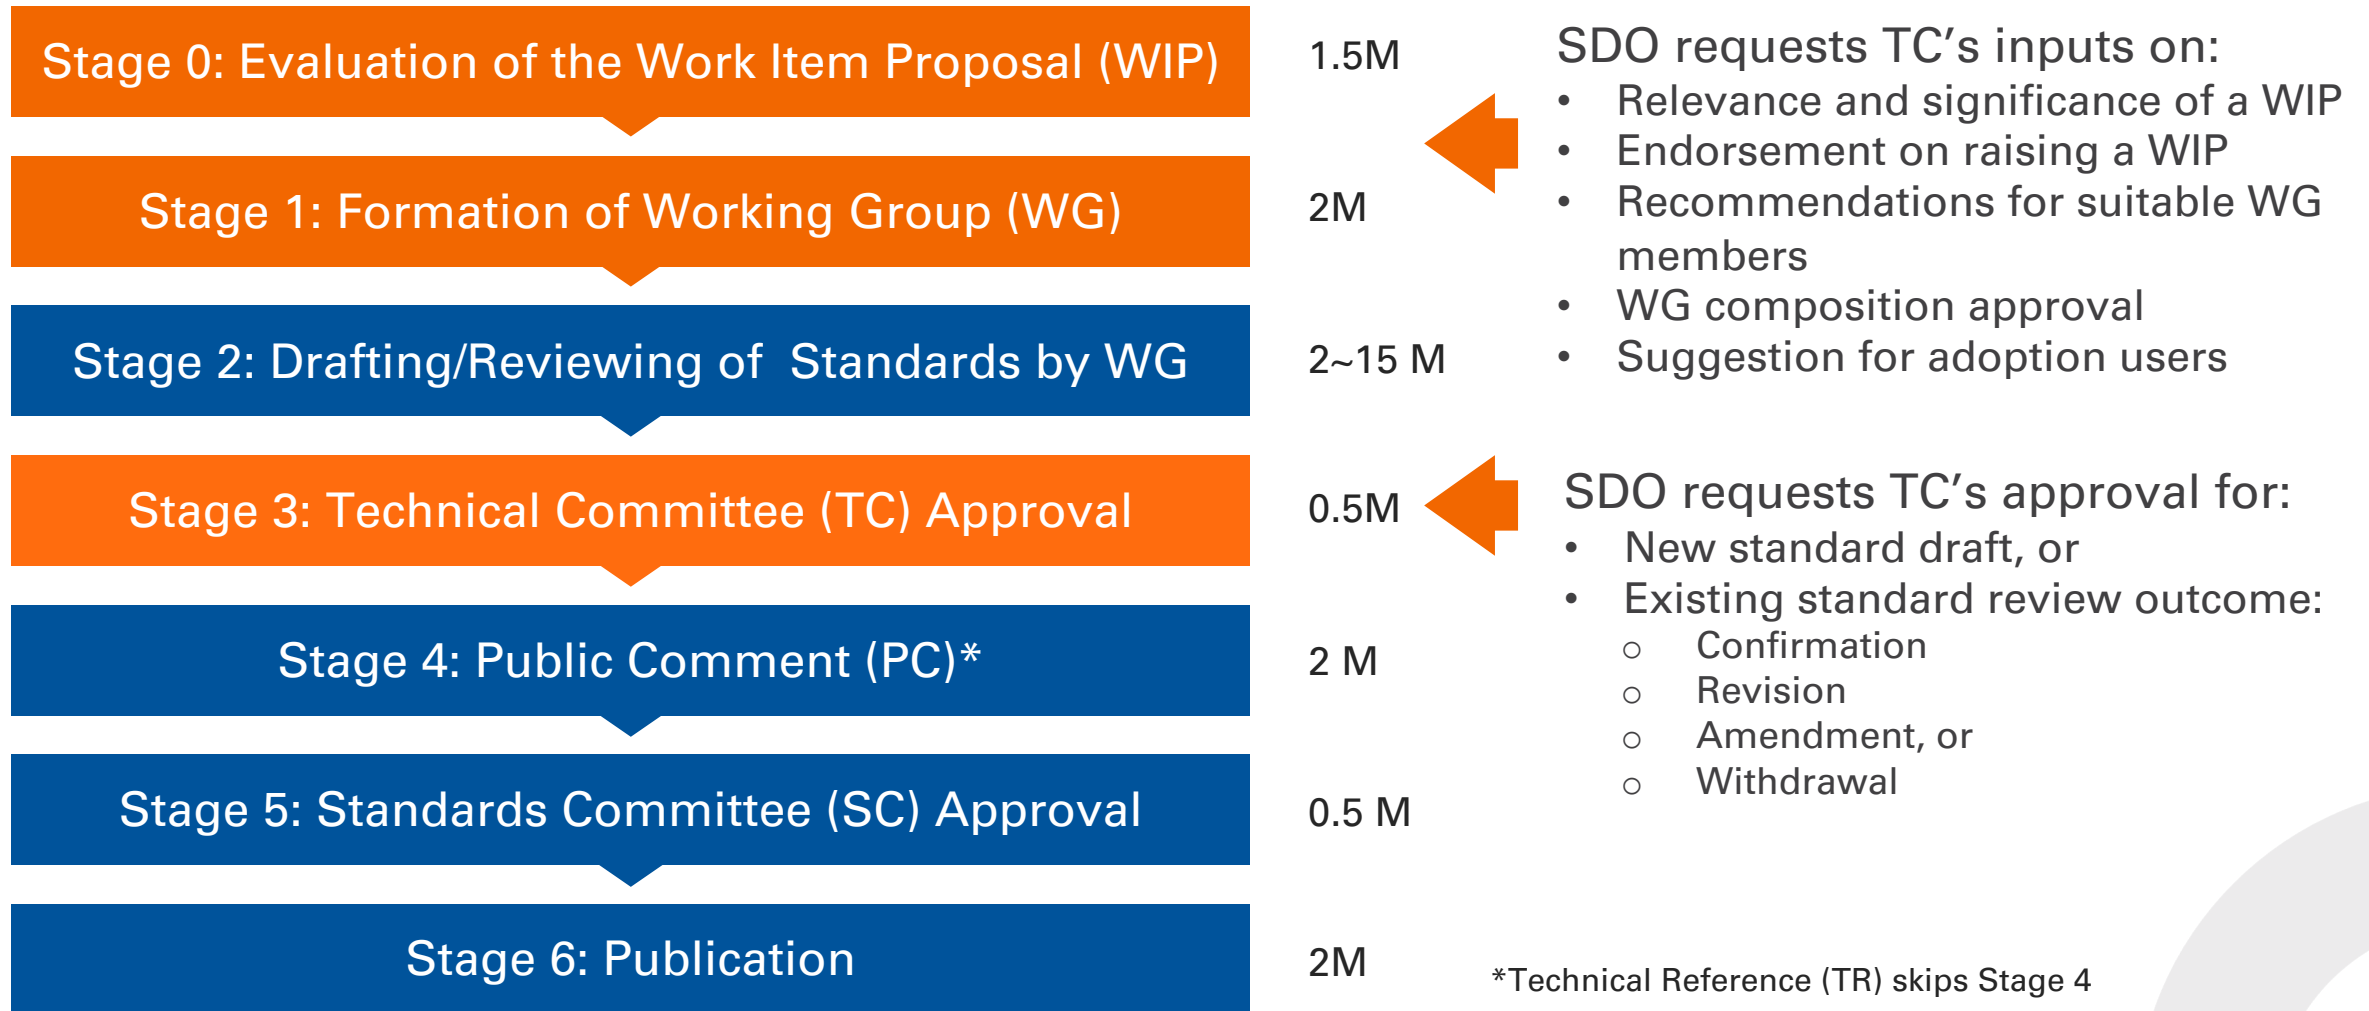 Stage 0: Evaluation of the Work Item Proposal (WIP)
1.5M
Stage 1: Formation of Working Group (WG)
2M
Stage 2: Drafting/Reviewing of Standards by WG
2~15 M
Stage 3: Technical Committee (TC) Approval
0.5M
Stage 4: Public Comment (PC)*
2 M
Stage 5: Standards Committee (SC) Approval
0.5 M
Stage 6: Publication
2M
SDO requests TC’s inputs on:
• Relevance and significance of a WIP
• Endorsement on raising a WIP
• Recommendations for suitable WG
members
• WG composition approval
• Suggestion for adoption users
SDO requests TC’s approval for:
• New standard draft, or
• Existing standard review outcome:
o Confirmation
o Revision
o Amendment, or
o Withdrawal
*Technical Reference (TR) skips Stage 4